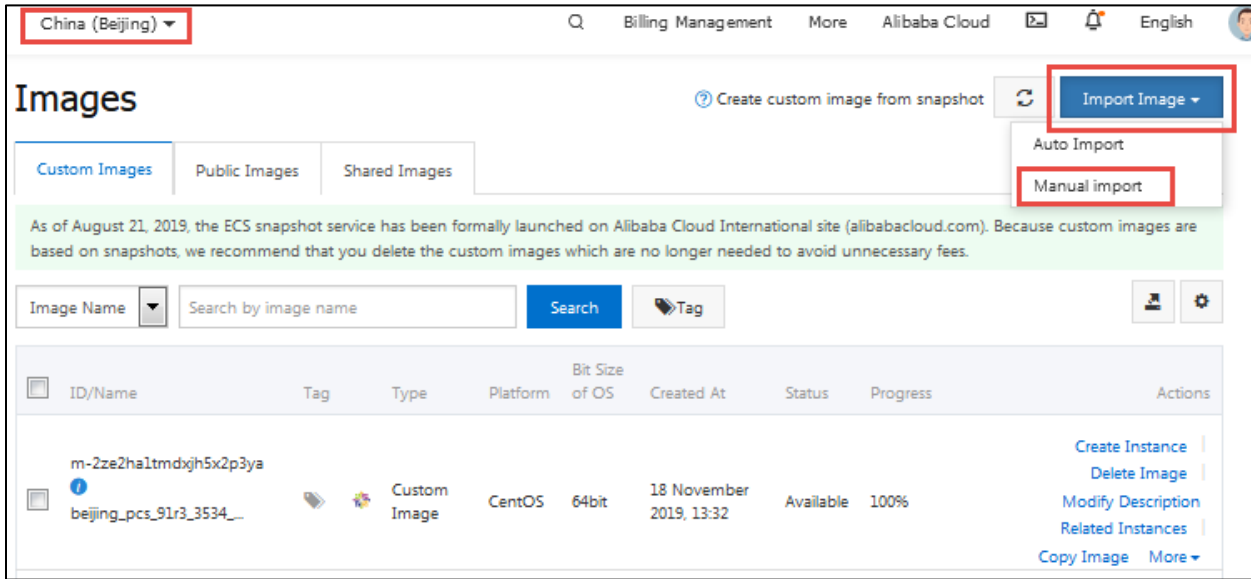 China (Beijing)
Billing Management
More
Alibaba Cloud
English
Images
Create custom image from snapshot
Import Image
Auto Import
Manual import
Custom Images
Public Images
Shared Images
As of August 21, 2019, the ECS snapshot service has been formally launched on Alibaba Cloud International site (alibabacloud.com). Because custom images are
based on snapshots, we recommend that you delete the custom images which are no longer needed to avoid unnecessary fees.
Image Name
Search by image name
Search
Tag
ID/Name
Tag
Type
Platform
Bit Size
of OS
Created At
Status
Progress
Actions
m-2ze2ha1tmdxjh5x2p3ya
beijing_pcs_91r3_3534_...
Custom
Image
CentOS
64bit
18 November
2019, 13:32
Available
100%
Create Instance
Delete Image
Modify Description
Related Instances
Copy Image
More